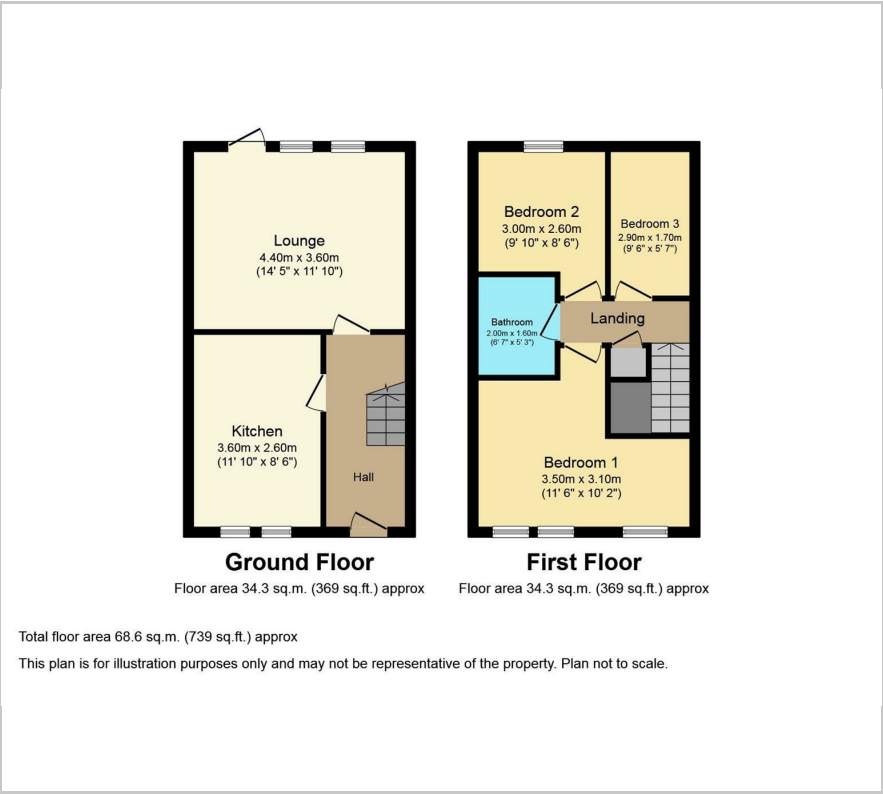 Lounge
4.40m x 3.60m
(14' 5" x 11' 10")
Kitchen
3.60m x 2.60m
(11' 10" x 8' 6")
Hall
Ground Floor
Floor area 34.3 sq.m. (369 sq.ft.) approx
Bedroom 2
3.00m x 2.60m
(9' 10" x 8' 6")
Bedroom 3
2.90m x 1.70m
(9' 6" x 5' 7")
Bathroom
2.00m x 1.60m
(6' 7" x 5' 3")
Landing
Bedroom 1
3.50m x 3.10m
(11' 6" x 10' 2")
First Floor
Floor area 34.3 sq.m. (369 sq.ft.) approx
Total floor area 68.6 sq.m. (739 sq.ft.) approx
This plan is for illustration purposes only and may not be representative of the property. Plan not to scale.